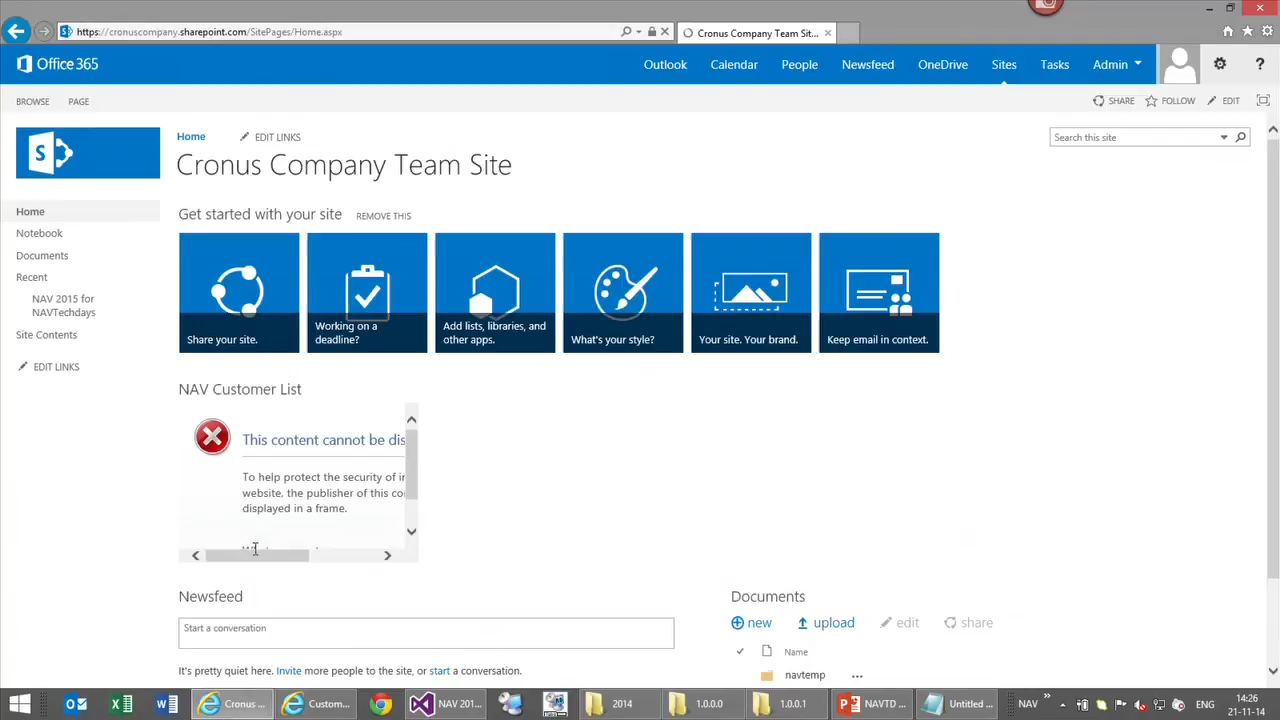 https://cronuscompany.sharepoint.com/SitePages/Home.aspx
Cronus Company Team Sit...
Office 365
Outlook
Calendar
People
Newsfeed
OneDrive
Sites
Tasks
Admin
?
BROWSE
PAGE
SHARE
FOLLOW
EDIT
S
Home
EDIT LINKS
Search this site
Cronus Company Team Site
Home
Notebook
Documents
Recent
NAV 2015 for
NAVTechdays
Site Contents
EDIT LINKS
Get started with your site
REMOVE THIS
Share your site.
Working on a
deadline?
Add lists, libraries, and
other apps.
What's your style?
Your site. Your brand.
Keep email in context.
NAV Customer List
This content cannot be dis
To help protect the security of in
website, the publisher of this co
displayed in a frame.
Newsfeed
Start a conversation
It's pretty quiet here. Invite more people to the site, or start a conversation.
Documents
new
upload
edit
share
Name
navtemp
...
Cronus ...
Custom...
NAV 201...
2014
1.0.0.0
1.0.0.1
NAVTD ...
Untitled ...
NAV
ENG
14:26
21-11-14